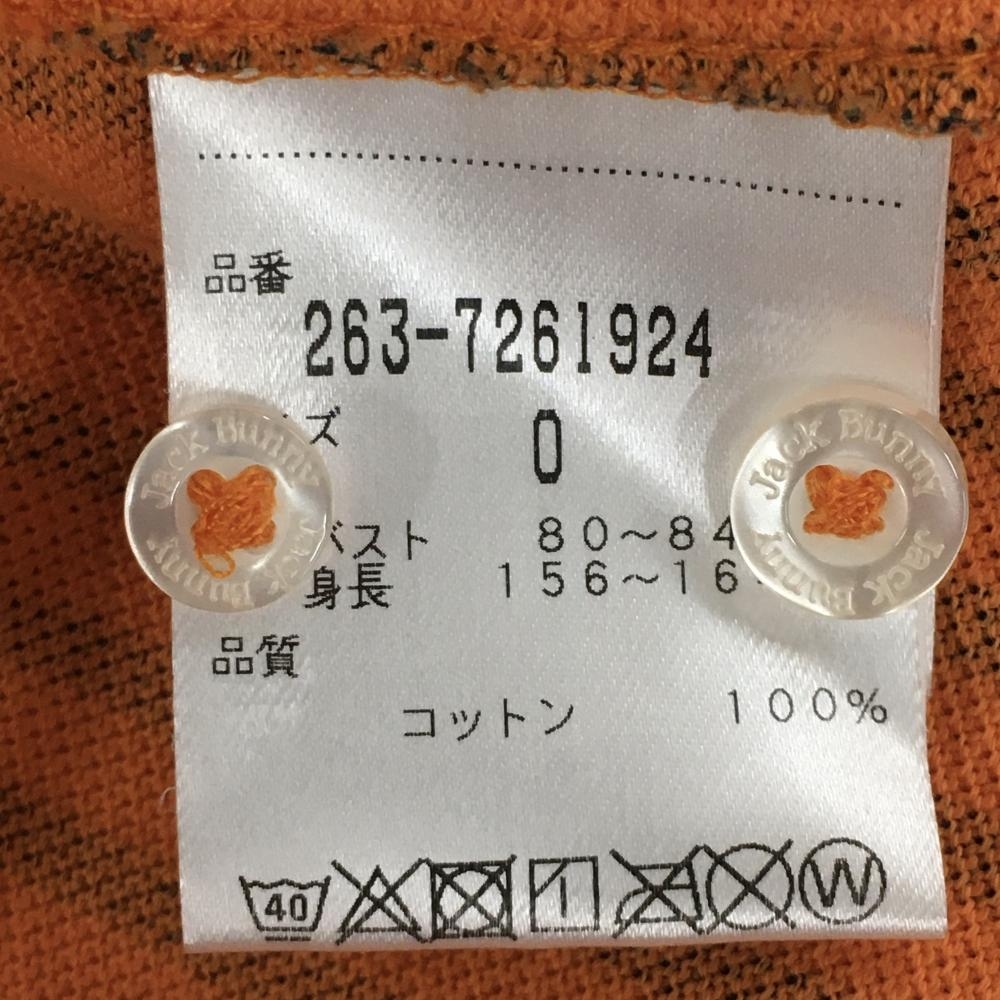 品番
263-7261924
ズ
0
バスト 80～84
身長 156～16
品質
コットン 100%
40
W
Jack Bunny Jack Bunny
Jack Bunny Jack Bunny